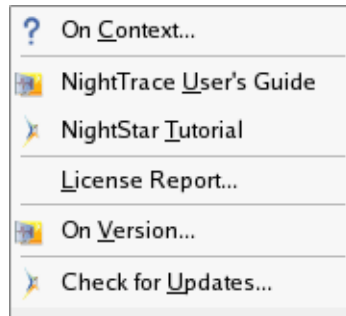 On Context...
NightTrace User's Guide
NightStar Tutorial
License Report...
On Version...
Check for Updates...